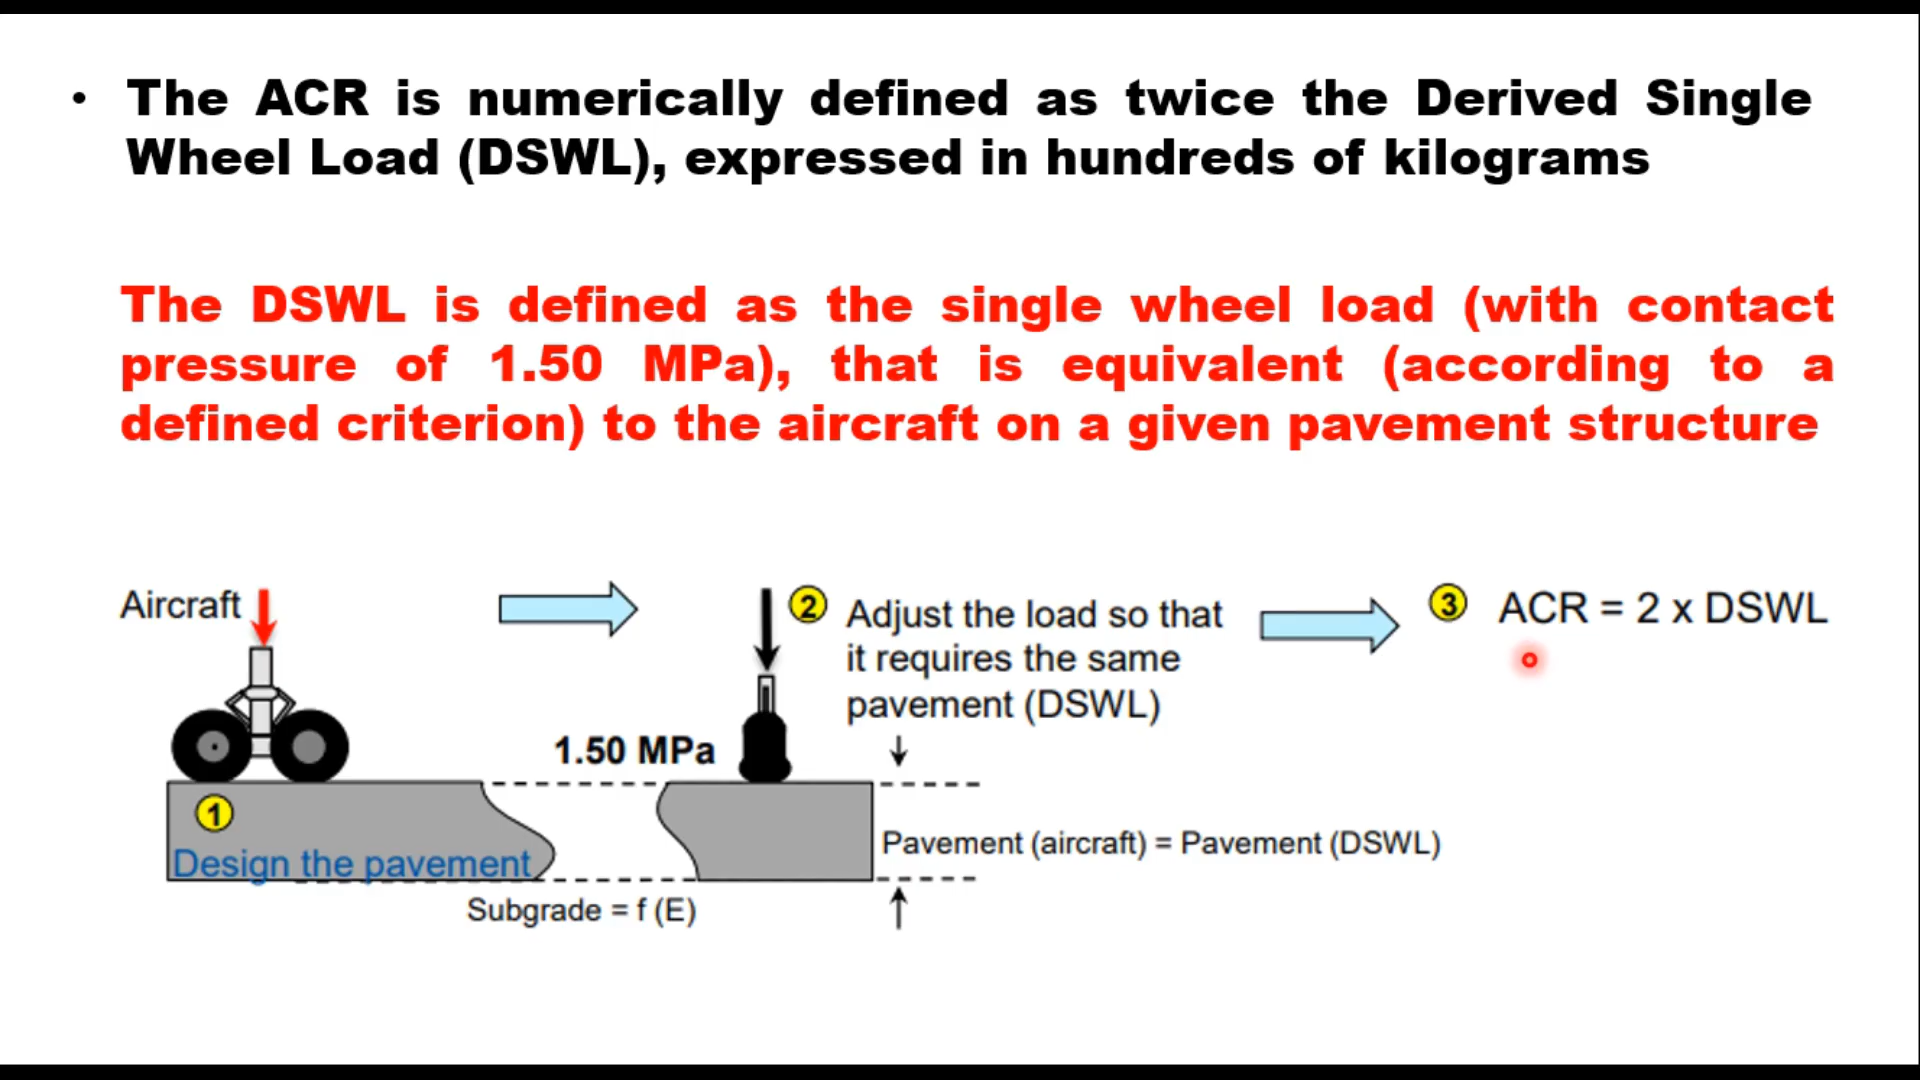 • The ACR is numerically defined as twice the Derived Single
Wheel Load (DSWL), expressed in hundreds of kilograms
The DSWL is defined as the single wheel load (with contact
pressure of 1.50 MPa), that is equivalent (according to a
defined criterion) to the aircraft on a given pavement structure
Aircraft
2 Adjust the load so that
it requires the same
pavement (DSWL)
3 ACR = 2 x DSWL
1.50 MPa
1
Design the pavement
Pavement (aircraft) = Pavement (DSWL)
Subgrade = f (E)